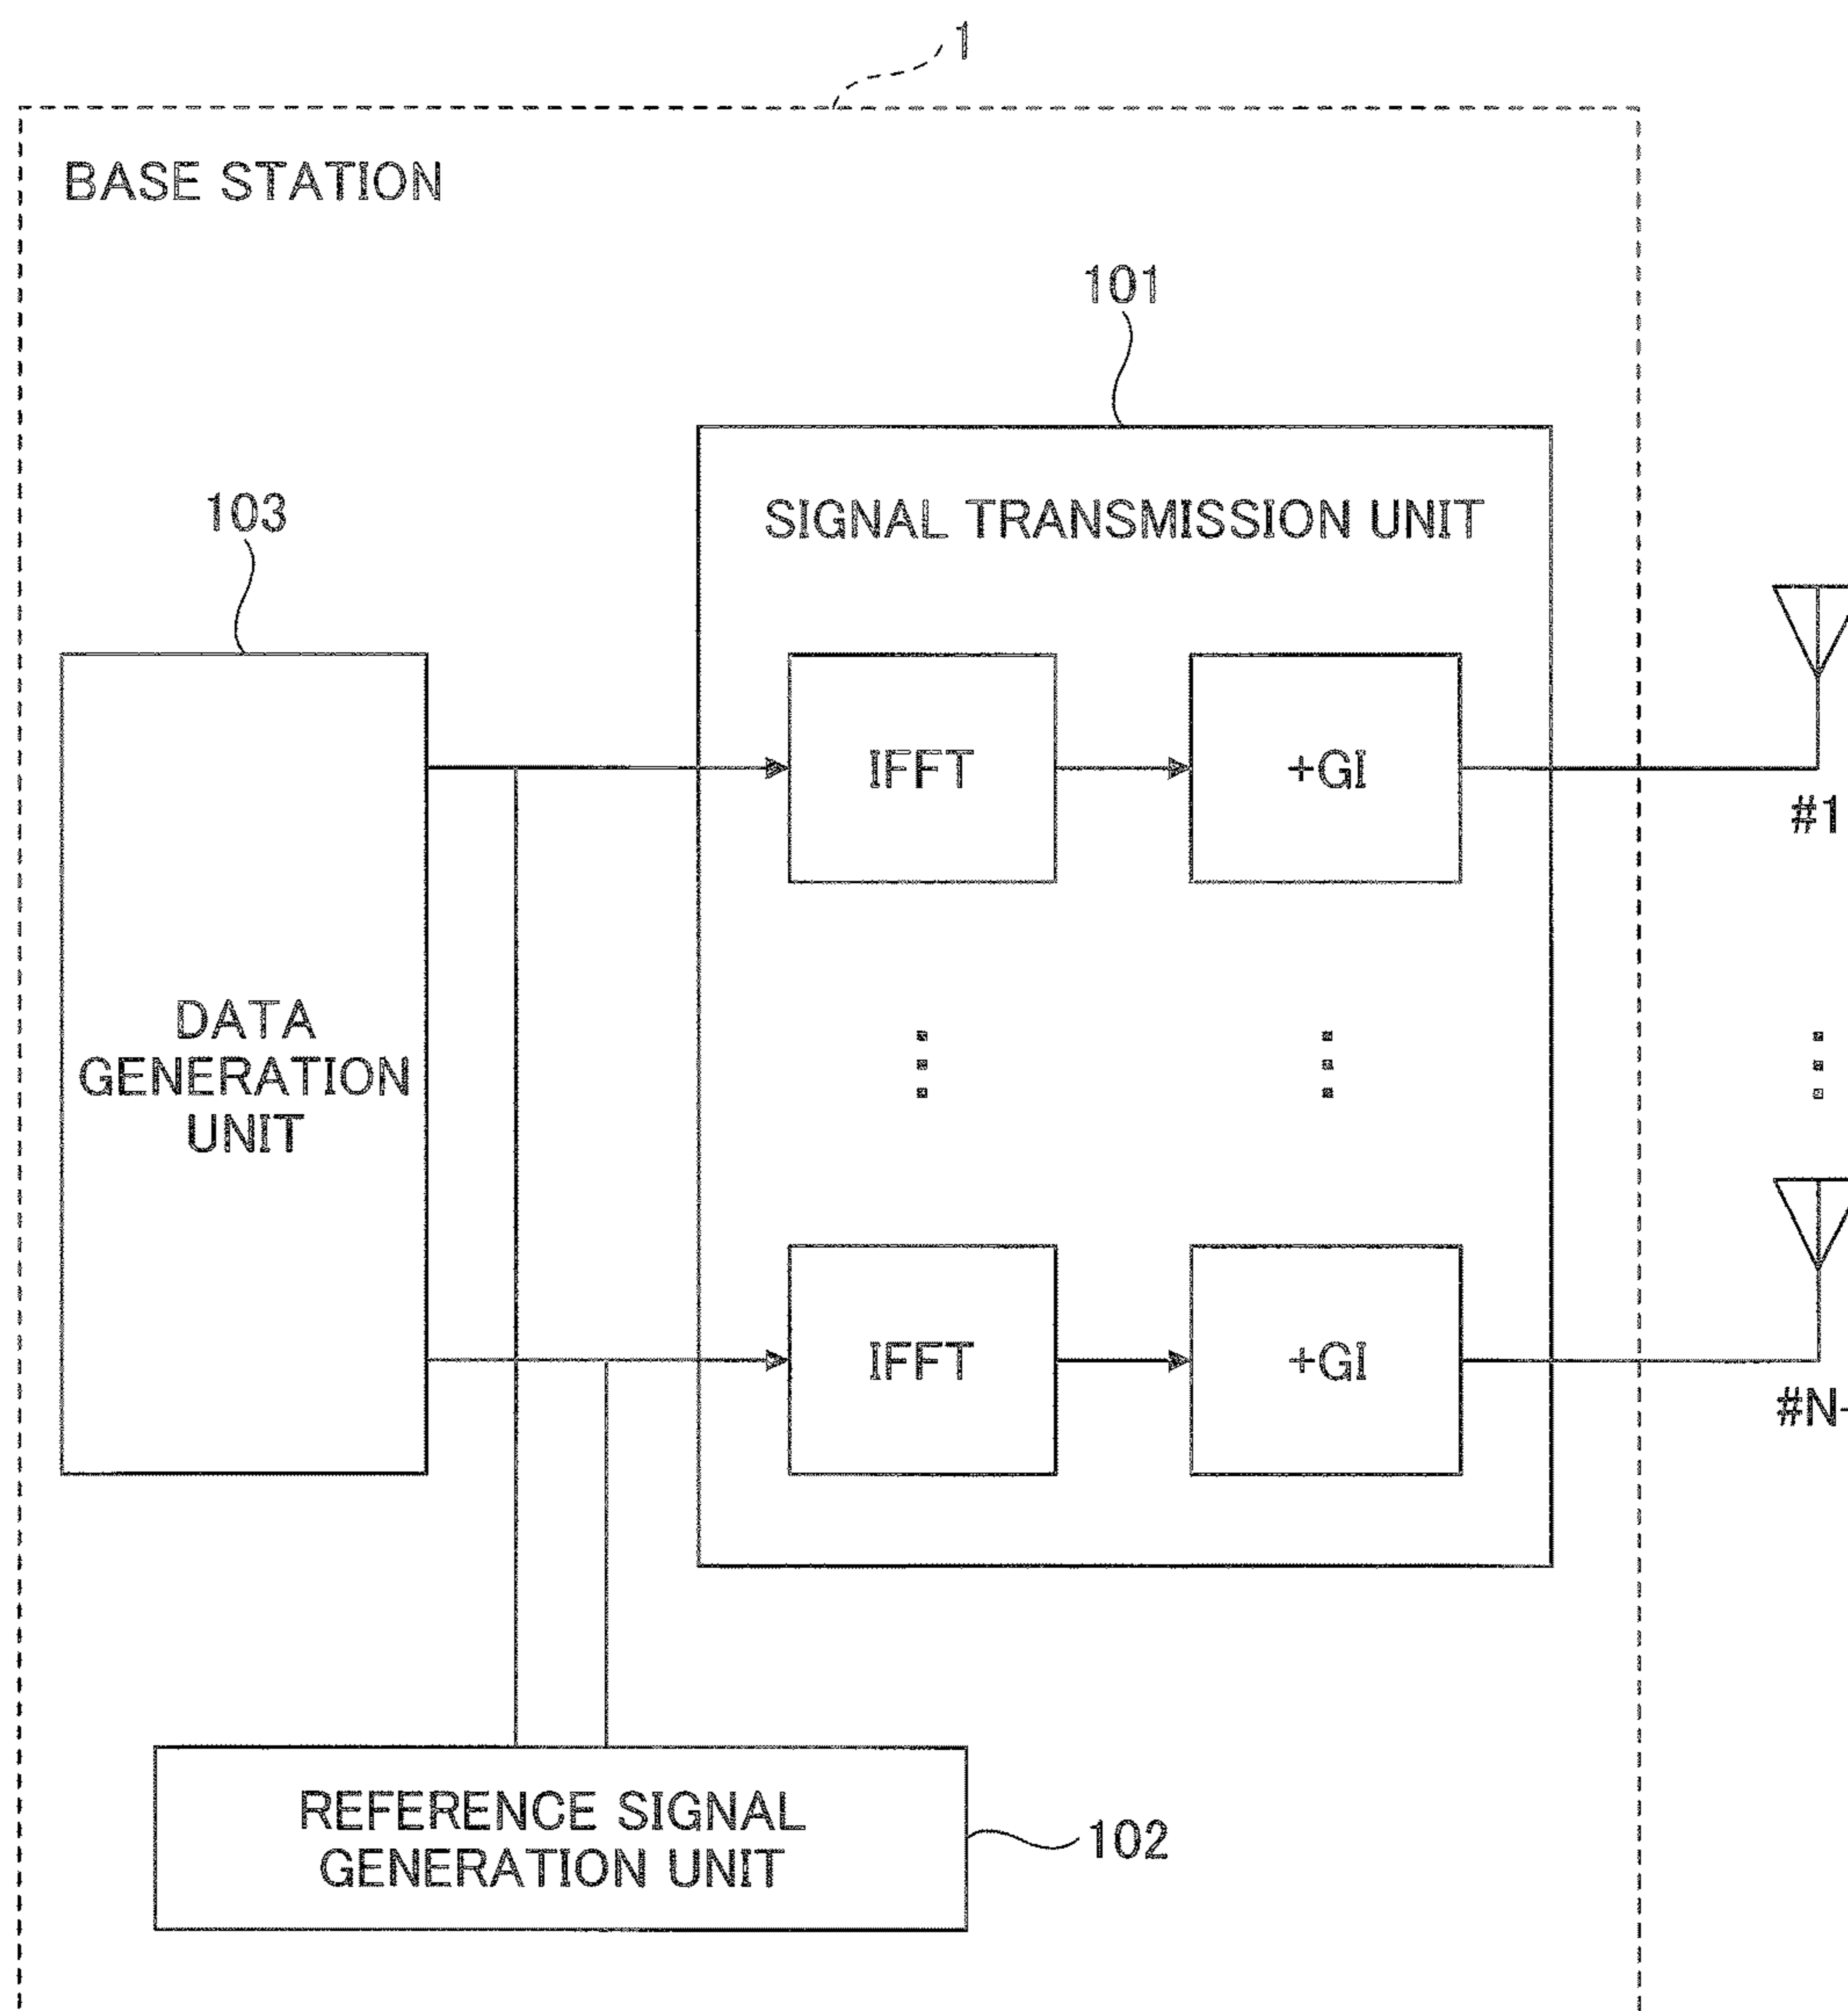 1
BASE STATION
101
103
SIGNAL TRANSMISSION UNIT
IFFT
+GI
#1
DATA
GENERATION
UNIT
IFFT
+GI
#N-
REFERENCE SIGNAL
GENERATION UNIT
102